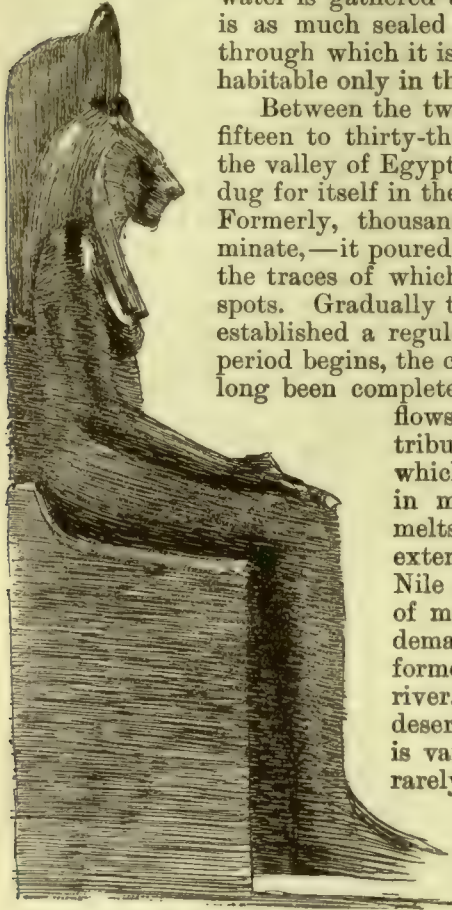 water is gathered
is as much sealed
through which it is
habitable only in th
Between the tw
fifteen to thirty-th
the valley of Egypt
dug for itself in the
Formerly, thousan
minate,—it poured
the traces of which
spots. Gradually t
established a regul
period begins, the c
long been complete
flows
tribu
which
in m
melts
exter
Nile
of m
dema
forme
river.
deser
is va
rarely